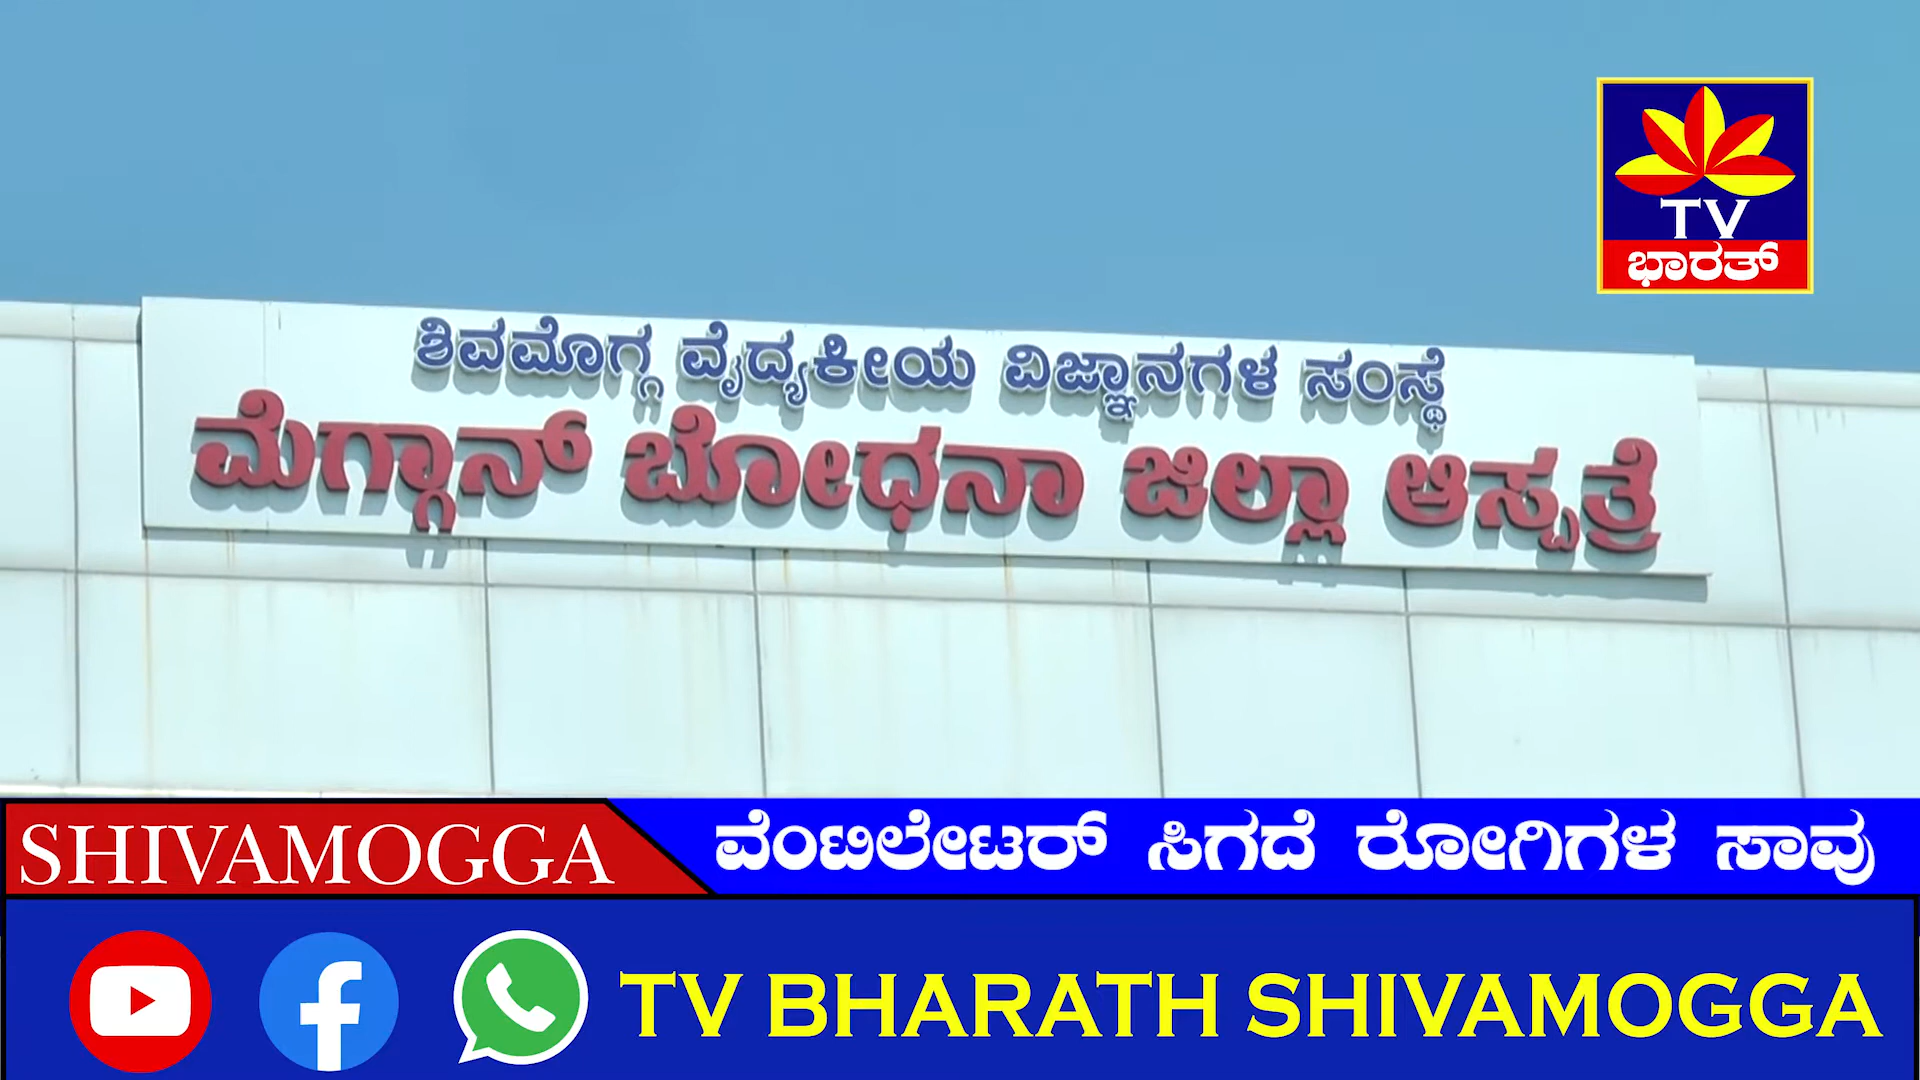 TV
ಭಾರತ್
ಶಿವಮೊಗ್ಗ ವೈದ್ಯಕೀಯ ವಿಜ್ಞಾನಗಳ ಸಂಸ್ಥೆ
ಮೆಗ್ಗಾನ್ ಬೋಧನಾ ಜಿಲ್ಲಾ ಆಸ್ಪತ್ರೆ
SHIVAMOGGA ವೆಂಟಿಲೇಟರ್ ಸಿಗದೆ ರೋಗಿಗಳ ಸಾವು
TV BHARATH SHIVAMOGGA